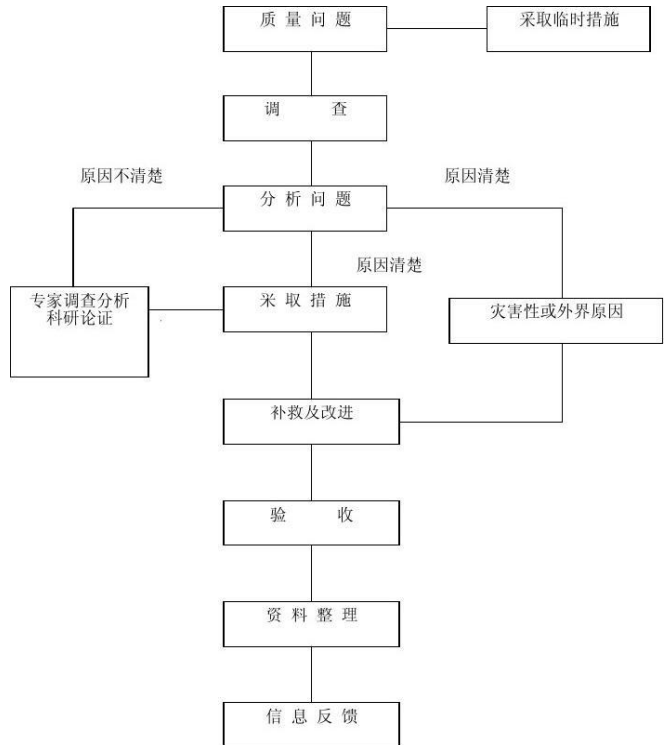 质量问题
采取临时措施
调 查
原因不清楚
原因清楚
分析问题
原因清楚
专家调查分析
科研论证
采取措施
灾害性或外界原因
补救及改进
验 收
资料整理
信息反馈